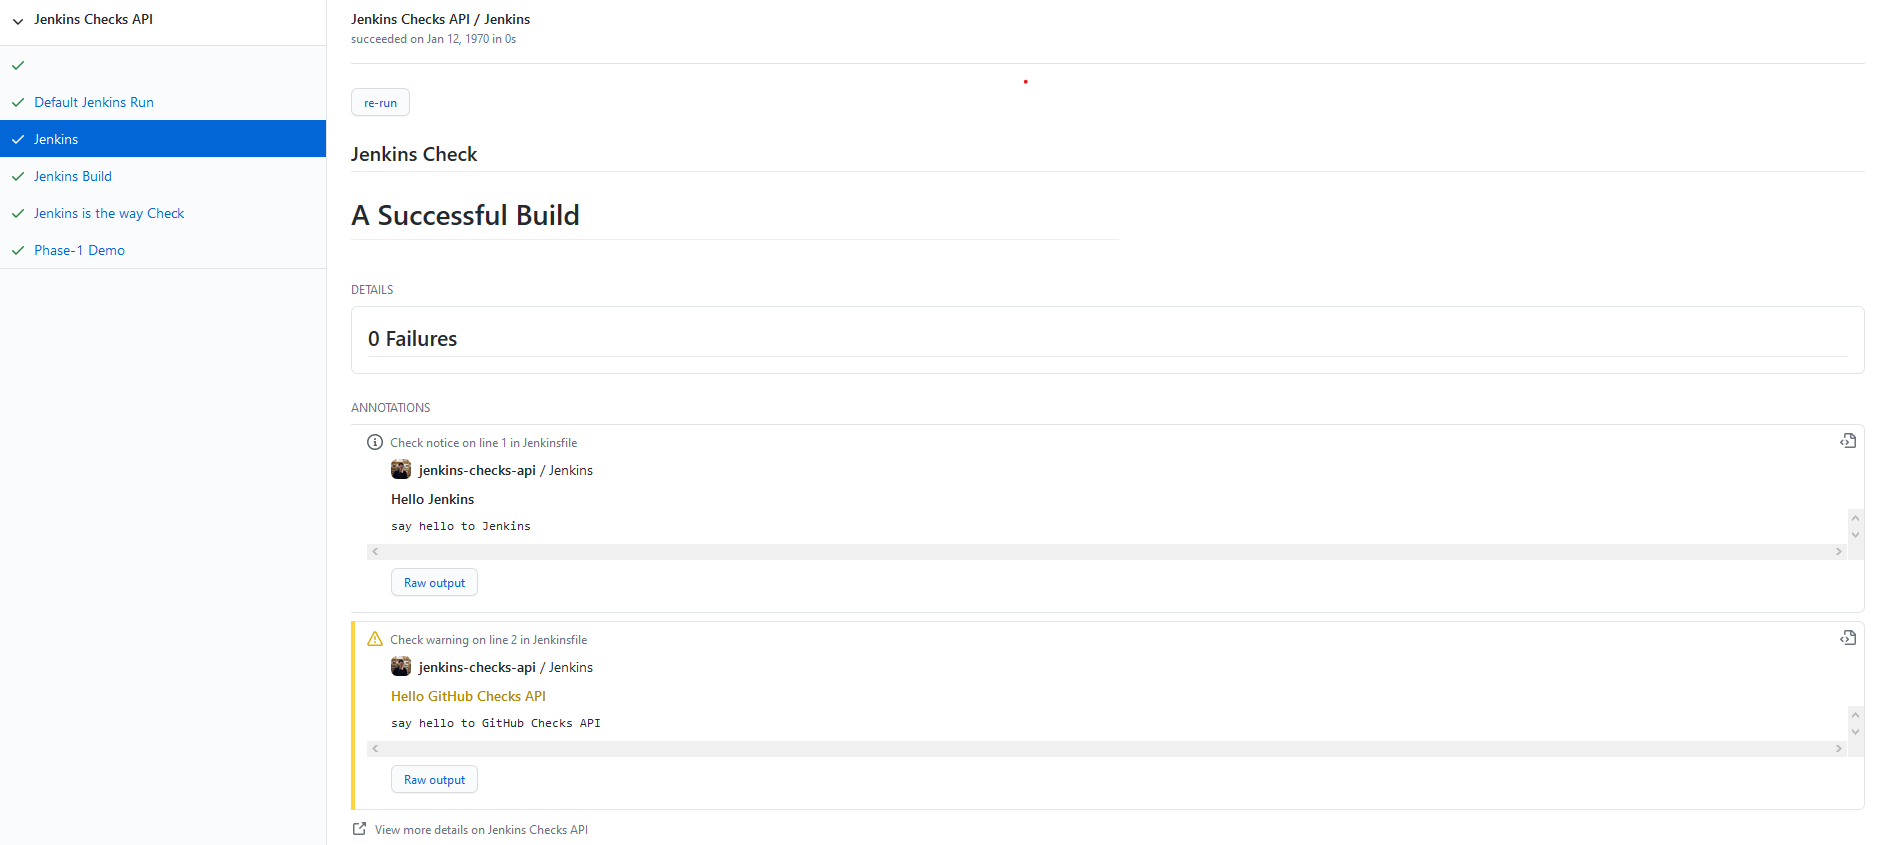 Jenkins Checks API
Default Jenkins Run
Jenkins
Jenkins Build
Jenkins is the way Check
Phase-1 Demo
Jenkins Checks API / Jenkins
succeeded on Jan 12, 1970 in 0s
re-run
Jenkins Check
A Successful Build
DETAILS
0 Failures
ANNOTATIONS
Check notice on line 1 in Jenkinsfile
jenkins-checks-api / Jenkins
Hello Jenkins
say hello to Jenkins
Raw output
Check warning on line 2 in Jenkinsfile
jenkins-checks-api / Jenkins
Hello GitHub Checks API
say hello to GitHub Checks API
Raw output
View more details on Jenkins Checks API